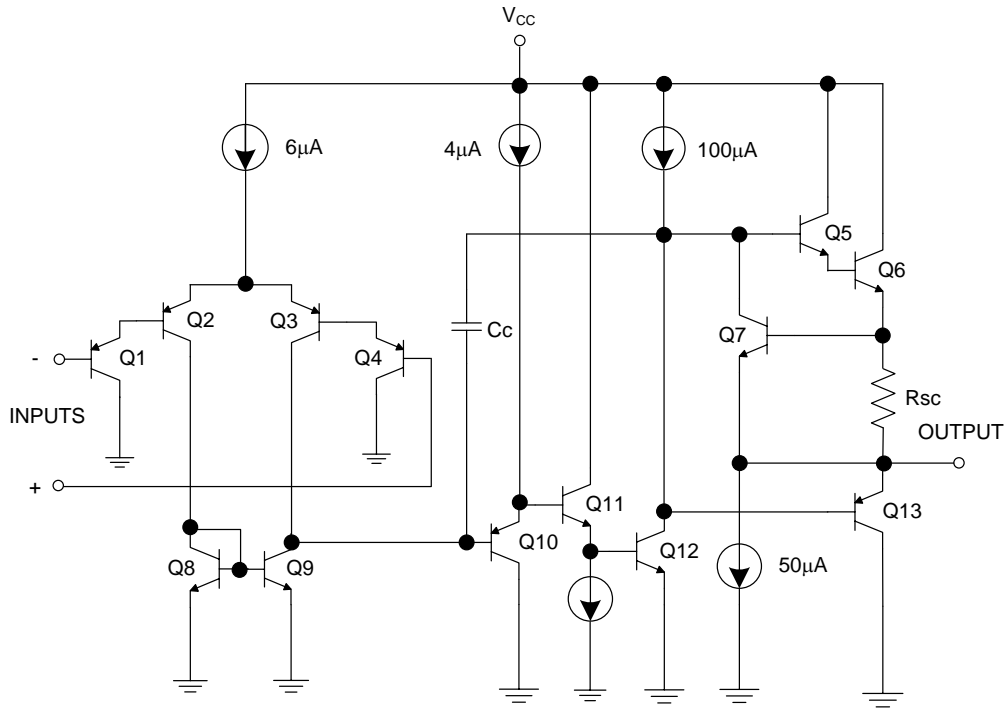 VCC
6μA
4μA
100μA
Q5
Q6
Q2
Q3
Cc
Q7
-
Q1
Q4
Rsc
INPUTS
OUTPUT
+
Q11
Q13
Q10
Q12
Q8
Q9
50μA